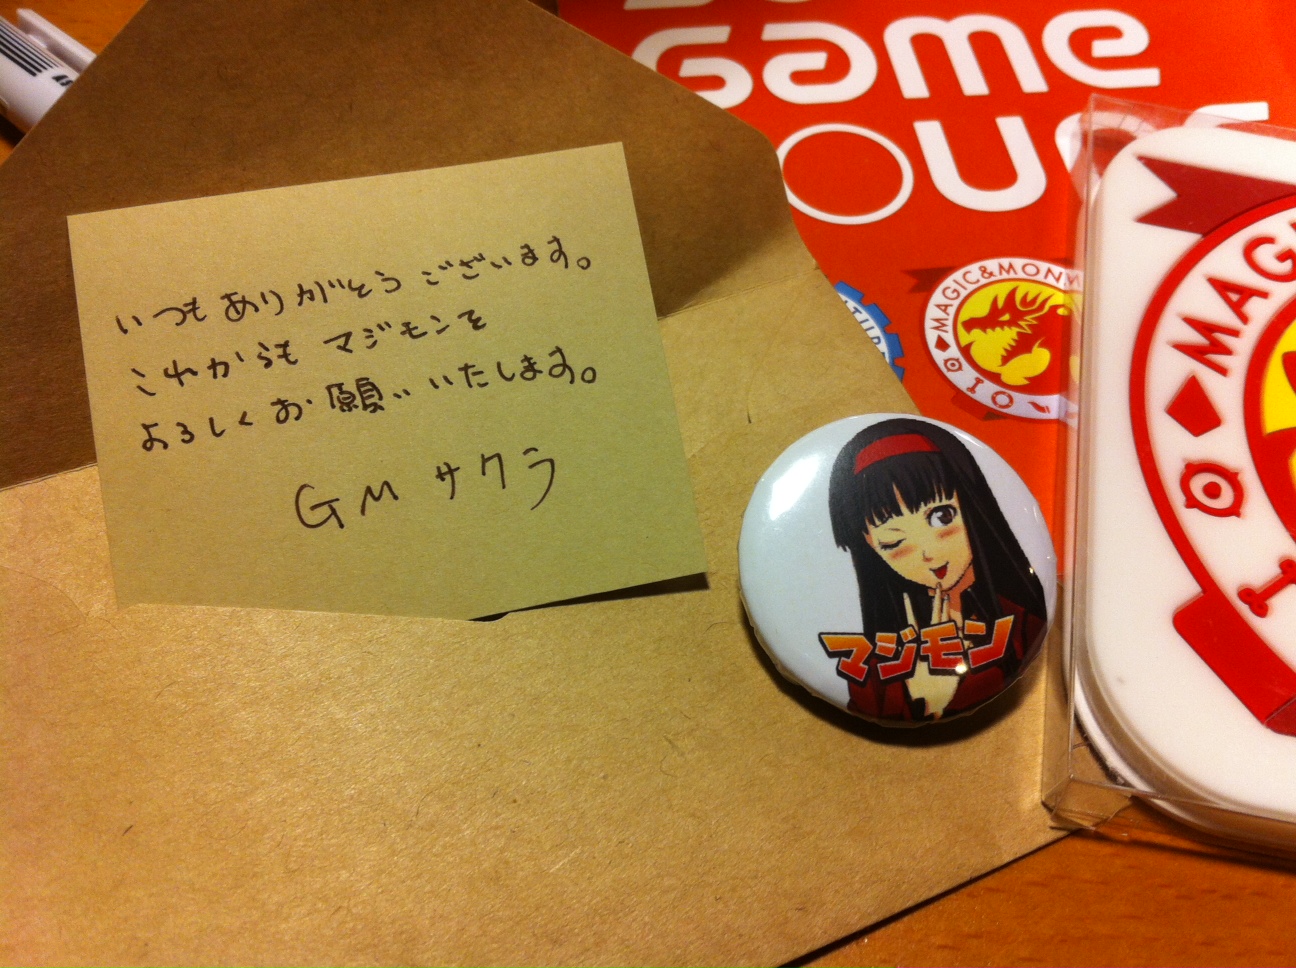 いつもありがとうございます。
これからもマジモンを
よろしくお願いいたします。
GM サクラ
マジモン
GAME
MAGIC&MON
MAG